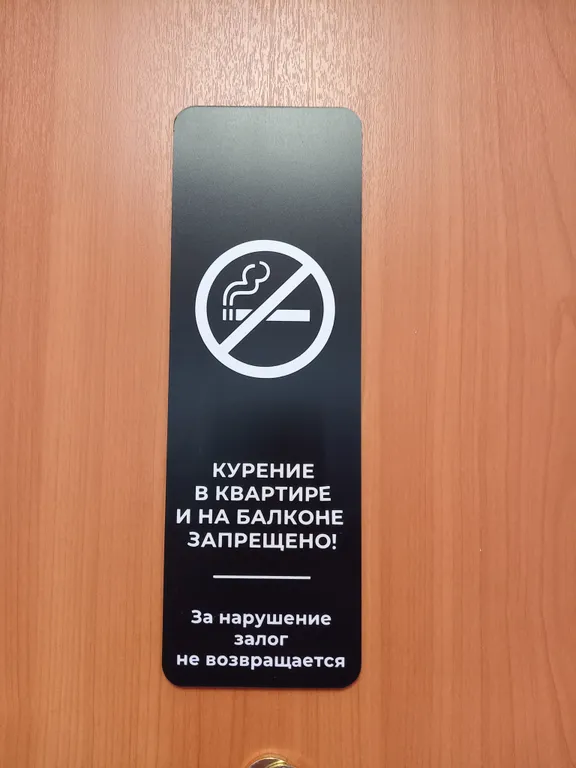 КУРЕНИЕ
В КВАРТИРЕ
И НА БАЛКОНЕ
ЗАПРЕЩЕНО!
За нарушение
залог
не возвращается